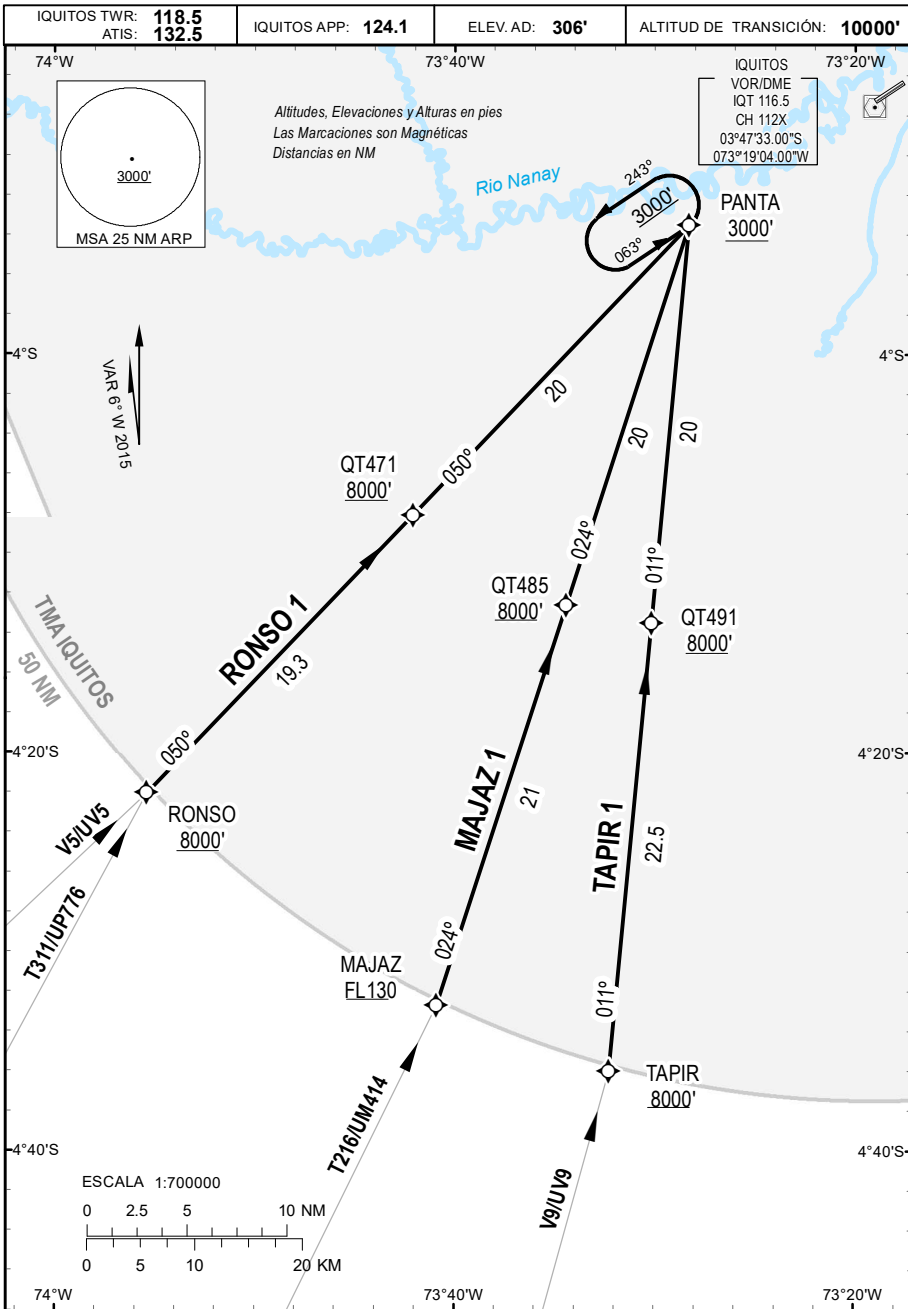 IQUITOS TWR: 118.5
ATIS: 132.5
IQUITOS APP: 124.1
ELEV. AD: 306'
ALTITUD DE TRANSICIÓN: 10000'
74°W
73°40'W
73°20'W
3000'
MSA 25 NM ARP
Altitudes, Elevaciones y Alturas en pies
Las Marcaciones son Magnéticas
Distancias en NM
IQUITOS
VOR/DME
IQT 116.5
CH 112X
03°47'33.00"S
073°19'04.00"W
Rio Nanay
243°
3000'
063°
PANTA
3000'
4°S
4°S
VAR 6° W 2015
20
20
20
QT471
8000'
050°
024°
011°
QT485
8000'
QT491
8000'
TMA IQUITOS
50 NM
RONSO 1
19.3
050°
4°20'S
4°20'S
RONSO
8000'
V5/UV5
T311/UP776
MAJAZ 1
21
TAPIR 1
22.5
024°
MAJAZ
FL130
011°
TAPIR
8000'
T216/UM414
V9/UV9
4°40'S
4°40'S
ESCALA 1:700000
0 2.5 5 10 NM
0 5 10 20 KM
74°W
73°40'W
73°20'W